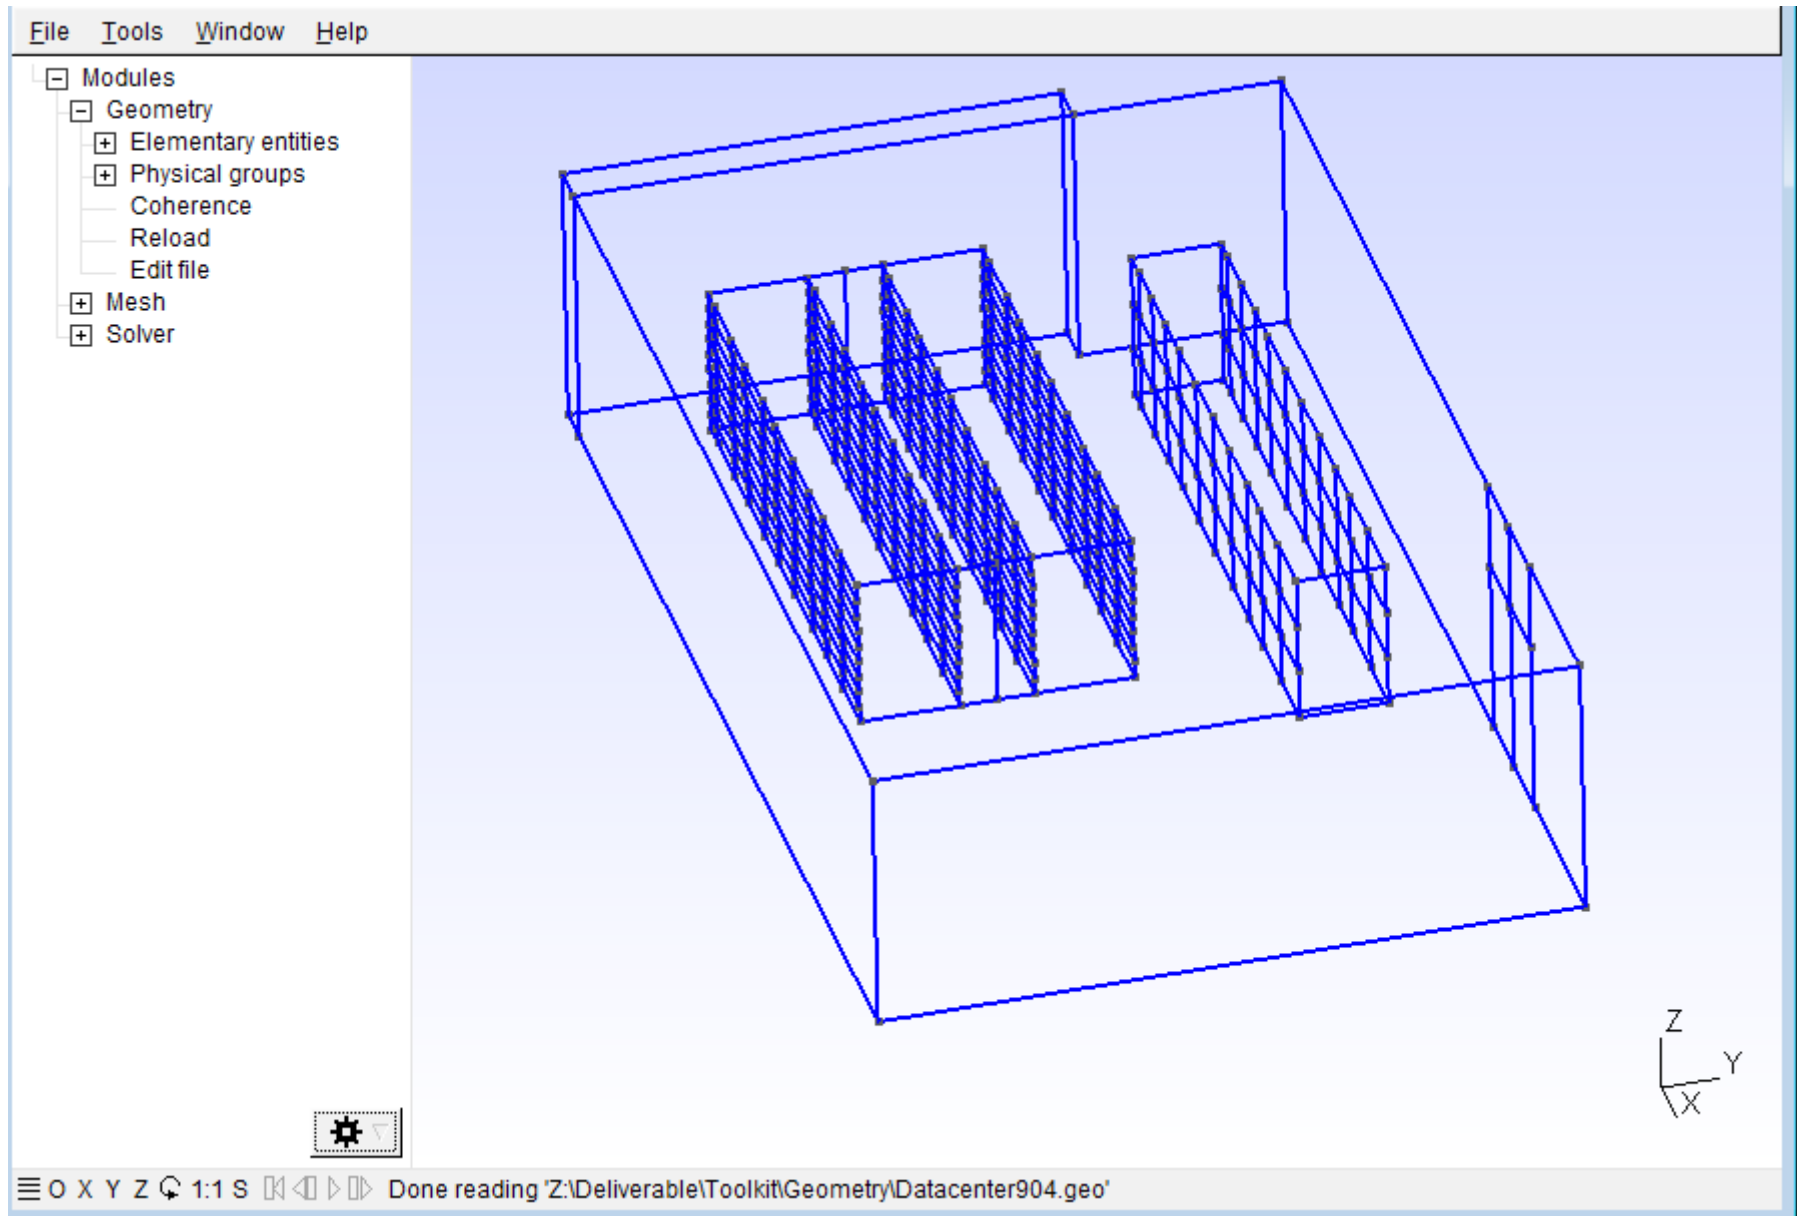 File Tools Window Help
Modules
Geometry
Elementary entities
Physical groups
Coherence
Reload
Edit file
Mesh
Solver
Z
Y
X
O X Y Z 1:1 S Done reading 'Z:\Deliverable\Toolkit\Geometry\Datacenter904.geo'